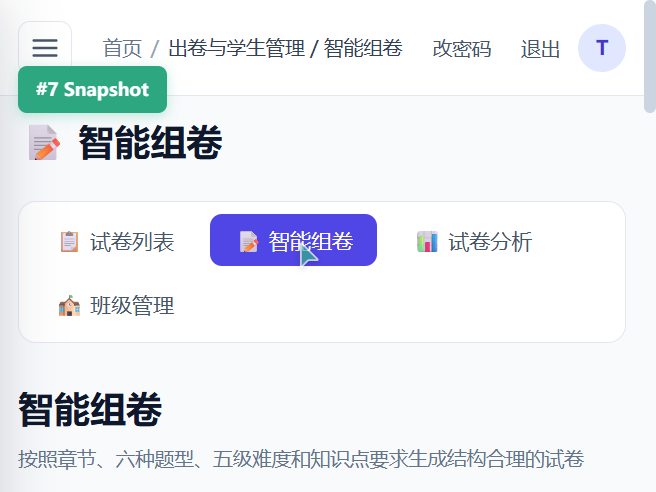 首页 / 出卷与学生管理 / 智能组卷 改密码 退出 T
#7 Snapshot
智能组卷
试卷列表 智能组卷 试卷分析
班级管理
智能组卷
按照章节、六种题型、五级难度和知识点要求生成结构合理的试卷